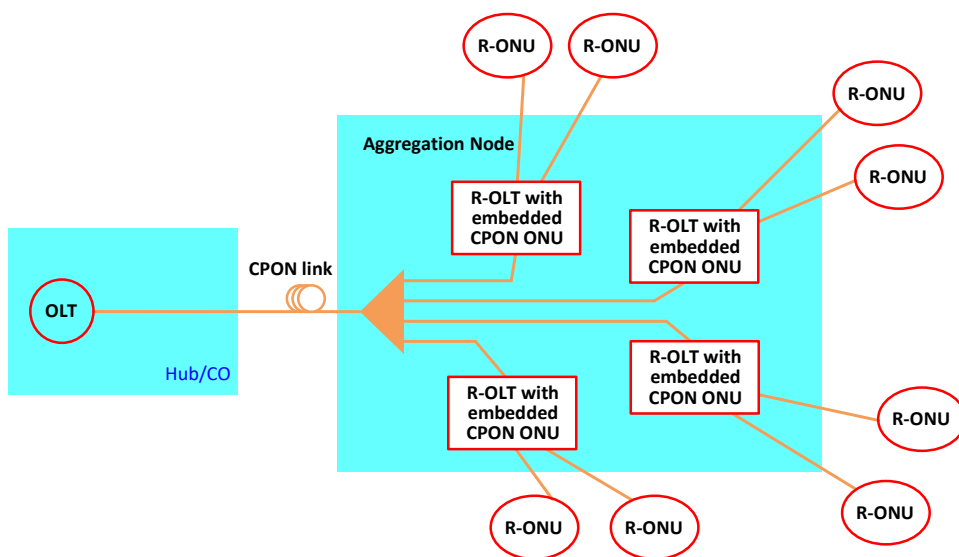 R-ONU
R-ONU
R-ONU
Aggregation Node
R-ONU
R-OLT with
embedded
CPON ONU
R-OLT with
embedded
CPON ONU
CPON link
OLT
Hub/CO
R-OLT with
embedded
CPON ONU
R-OLT with
embedded
CPON ONU
R-ONU
R-ONU
R-ONU
R-ONU